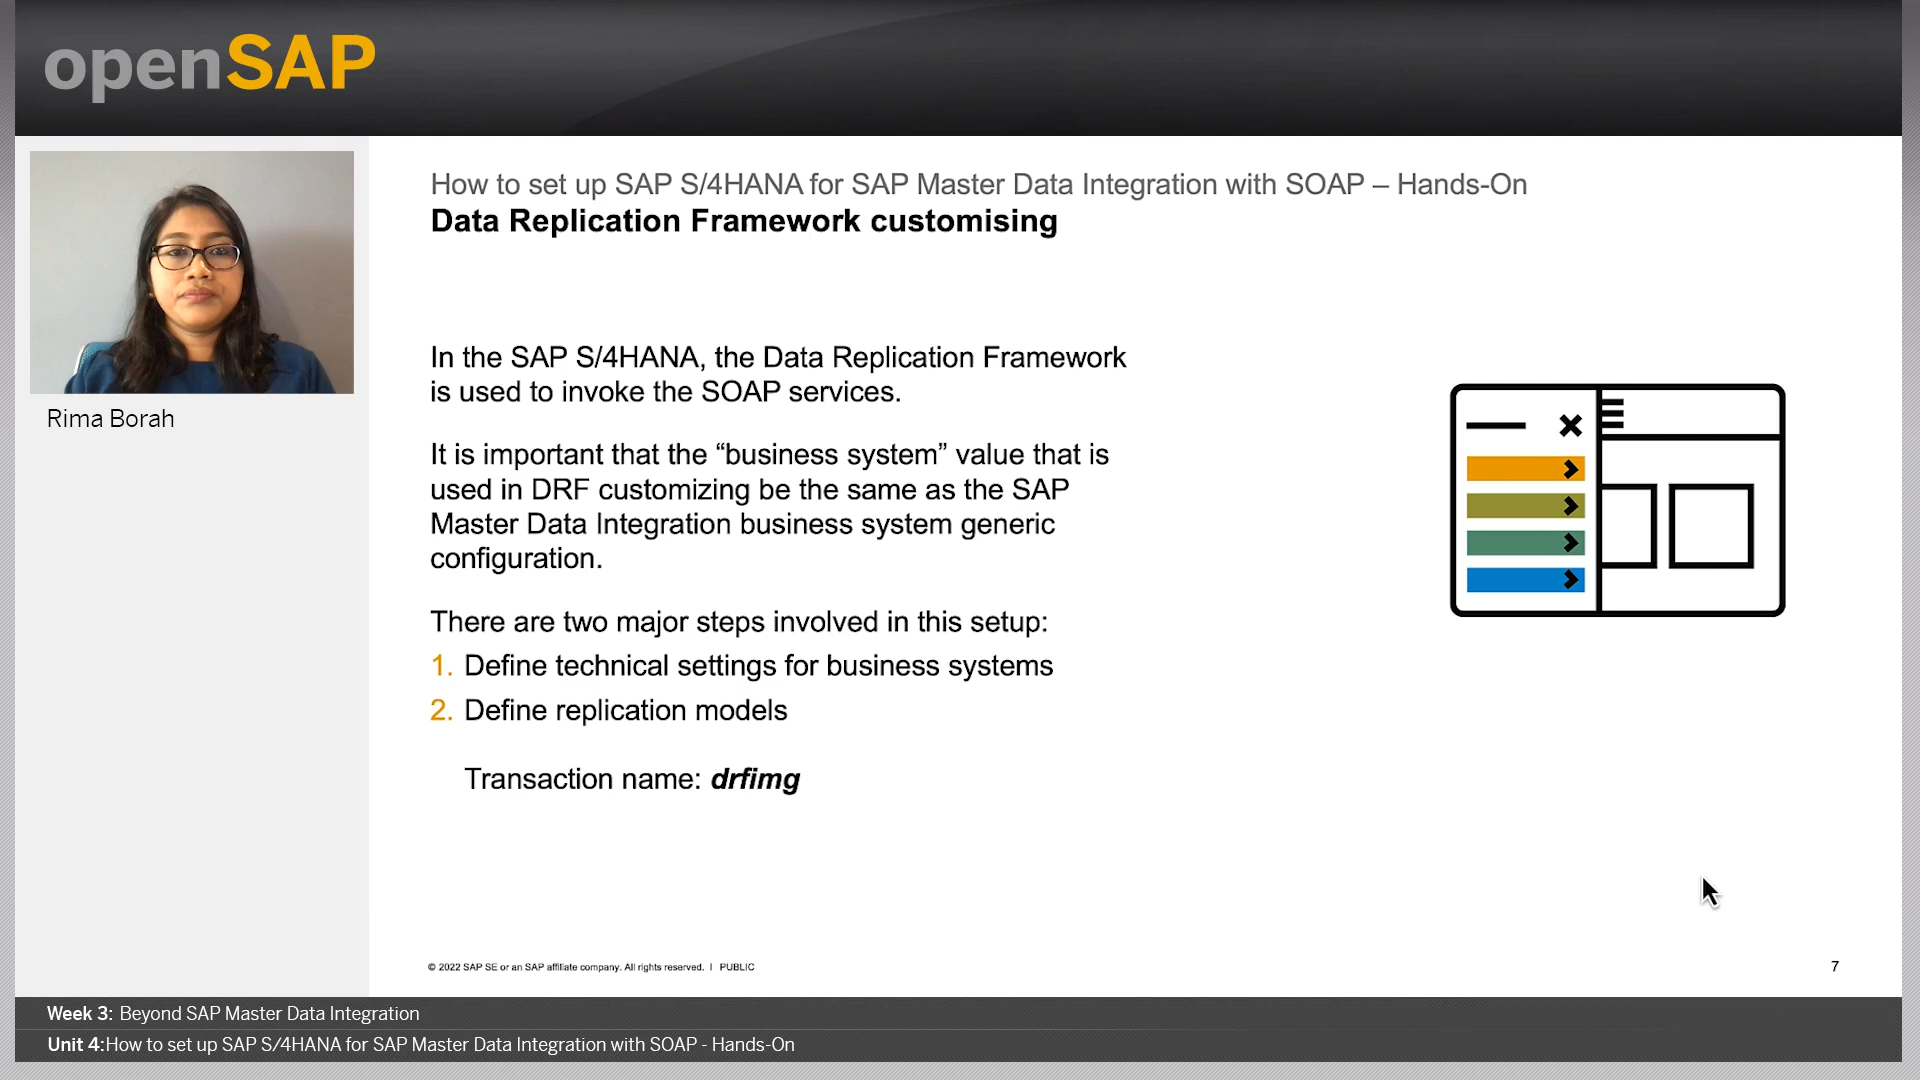 openSAP
Rima Borah
How to set up SAP S/4HANA for SAP Master Data Integration with SOAP – Hands-On
Data Replication Framework customising
In the SAP S/4HANA, the Data Replication Framework
is used to invoke the SOAP services.
It is important that the “business system” value that is
used in DRF customizing be the same as the SAP
Master Data Integration business system generic
configuration.
There are two major steps involved in this setup:
1. Define technical settings for business systems
2. Define replication models
Transaction name: drfimg
© 2022 SAP SE or an SAP affiliate company. All rights reserved. I PUBLIC
7
Week 3: Beyond SAP Master Data Integration
Unit 4:How to set up SAP S/4HANA for SAP Master Data Integration with SOAP - Hands-On